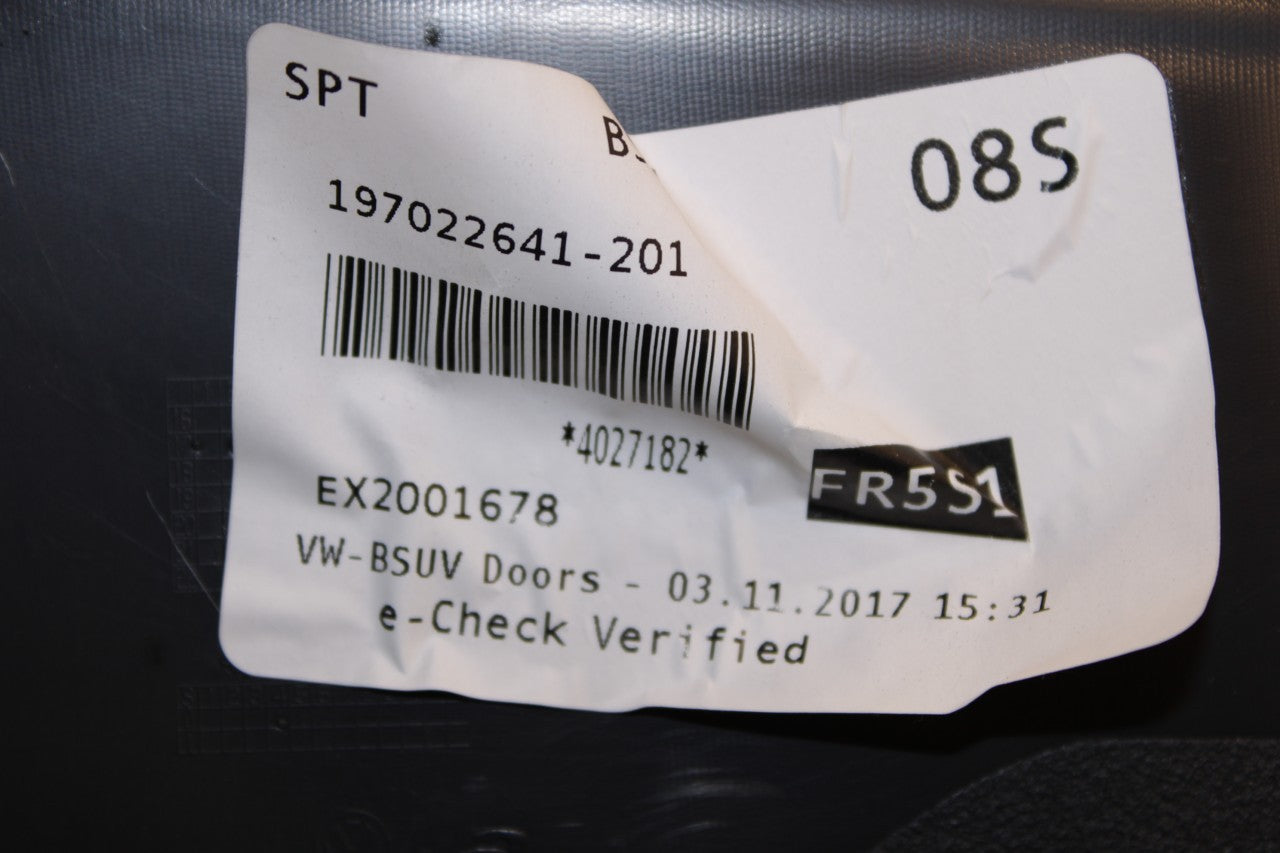 SPT
08S
197022641-201
*4027182*
EX2001678
FR5S1
VW-BSUV Doors - 03.11.2017 15:31
e-Check Verified